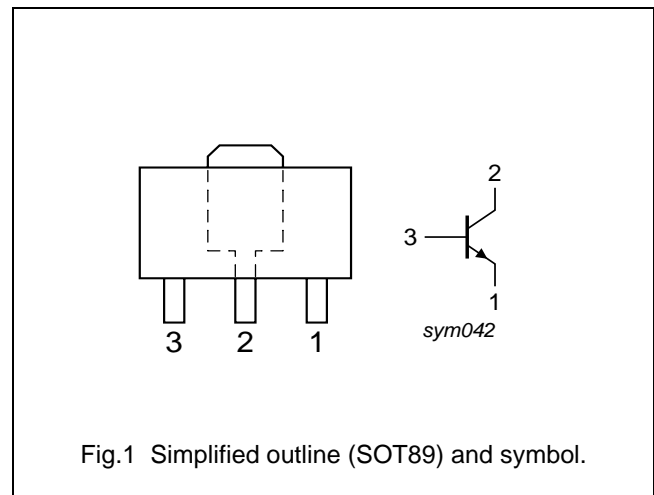 2
3
1
sym042
3 2 1
Fig.1 Simplified outline (SOT89) and symbol.